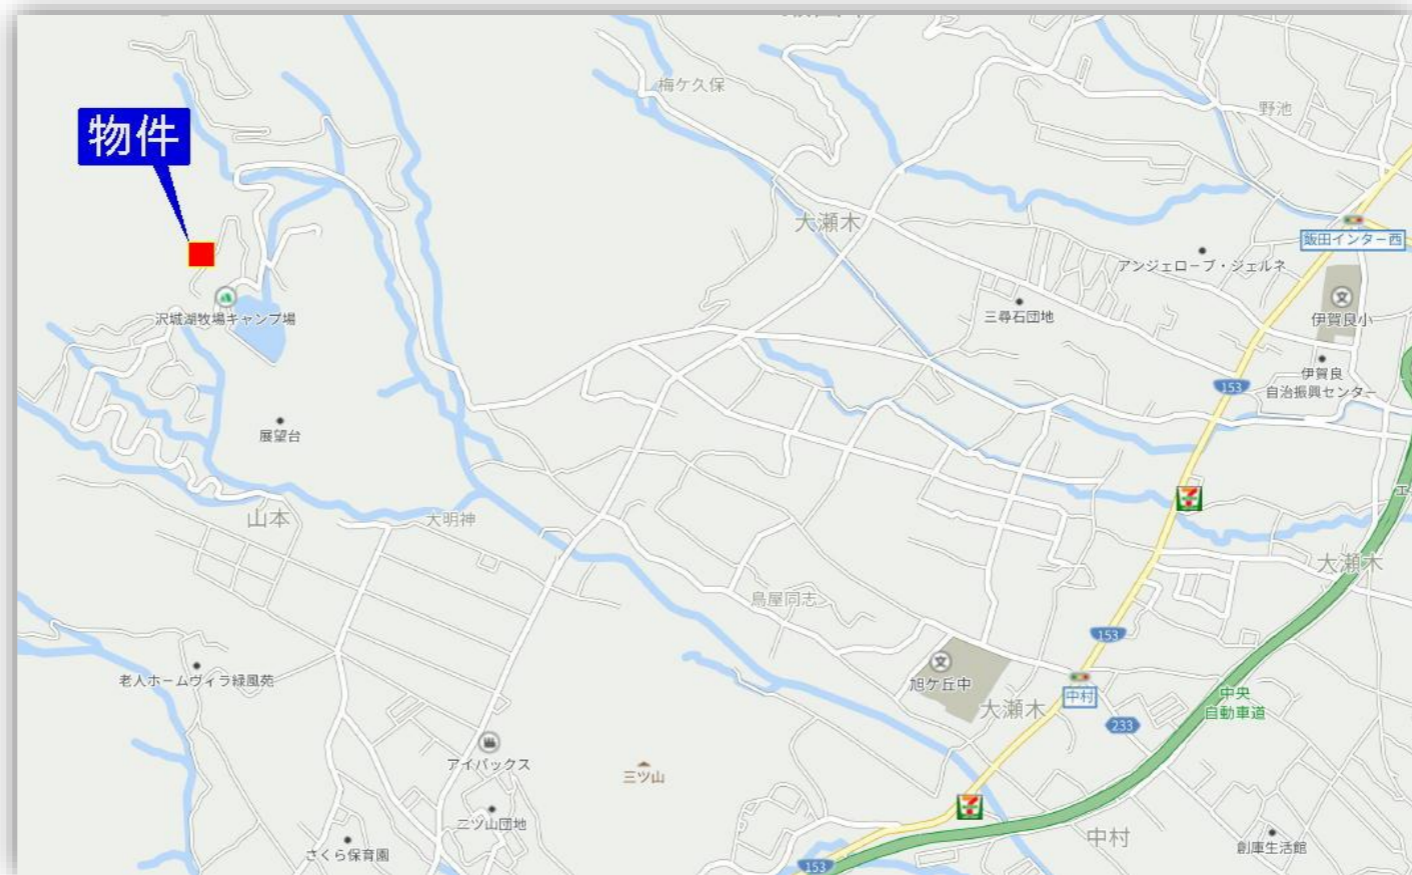 梅ケ久保
野池
物件
大瀬木
飯田インター西
アンジェローブ・ジェルネ
沢城湖牧場キャンプ場
三尋石団地
伊賀良小
伊賀良
自治振興センター
153
展望台
山本
大明神
大瀬木
鳥屋同志
153
老人ホームヴィラ緑風苑
旭ケ丘中
大瀬木
中村
中央
自動車道
233
アイパックス
三ツ山
二ツ山団地
さくら保育園
中村
創庫生活館
153